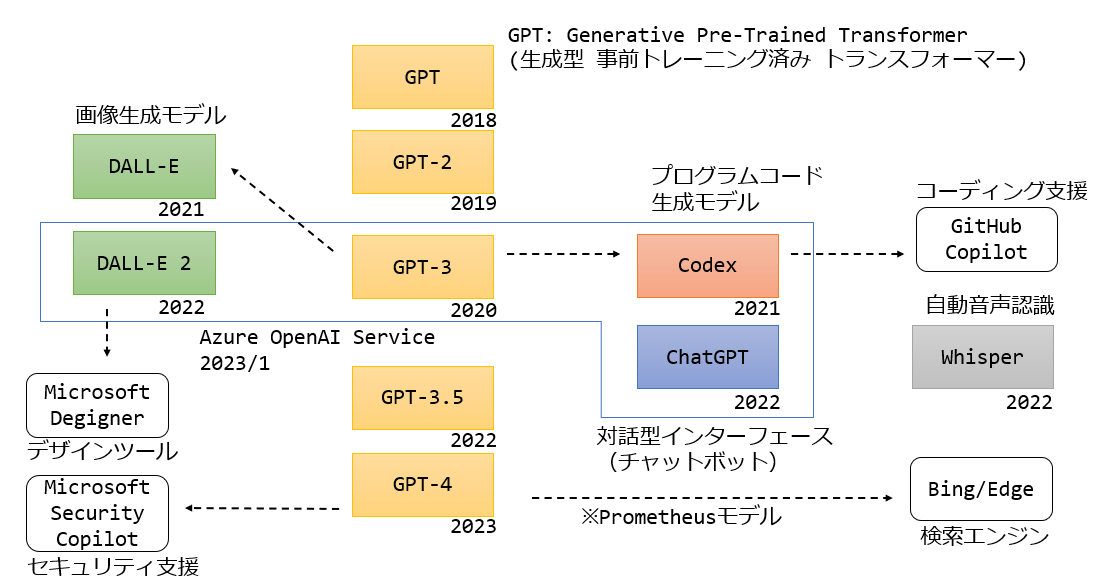 GPT: Generative Pre-Trained Transformer
(生成型 事前トレーニング済み トランスフォーマー)
GPT
2018
画像生成モデル
DALL-E
2021
GPT-2
2019
プログラムコード
生成モデル
コーディング支援
GitHub
Copilot
DALL-E 2
2022
GPT-3
2020
Codex
2021
自動音声認識
Azure OpenAI Service
2023/1
ChatGPT
2022
Whisper
2022
Microsoft
Degigner
デザインツール
GPT-3.5
2022
対話型インターフェース
（チャットボット）
Microsoft
Security
Copilot
セキュリティ支援
GPT-4
2023
※Prometheusモデル
Bing/Edge
検索エンジン